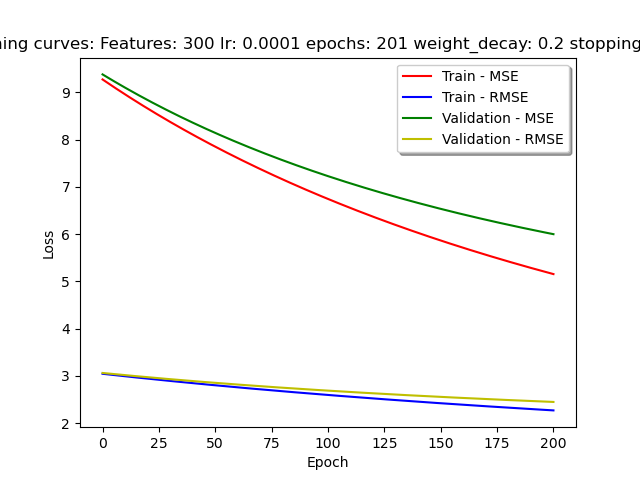 curves: Features: 300 lr: 0.0001 epochs: 201 weight_decay: 0.2 stopping
Train - MSE
Train - RMSE
Validation - MSE
Validation - RMSE
9
8
7
6
5
4
3
2
Loss
0 25 50 75 100 125 150 175 200
Epoch